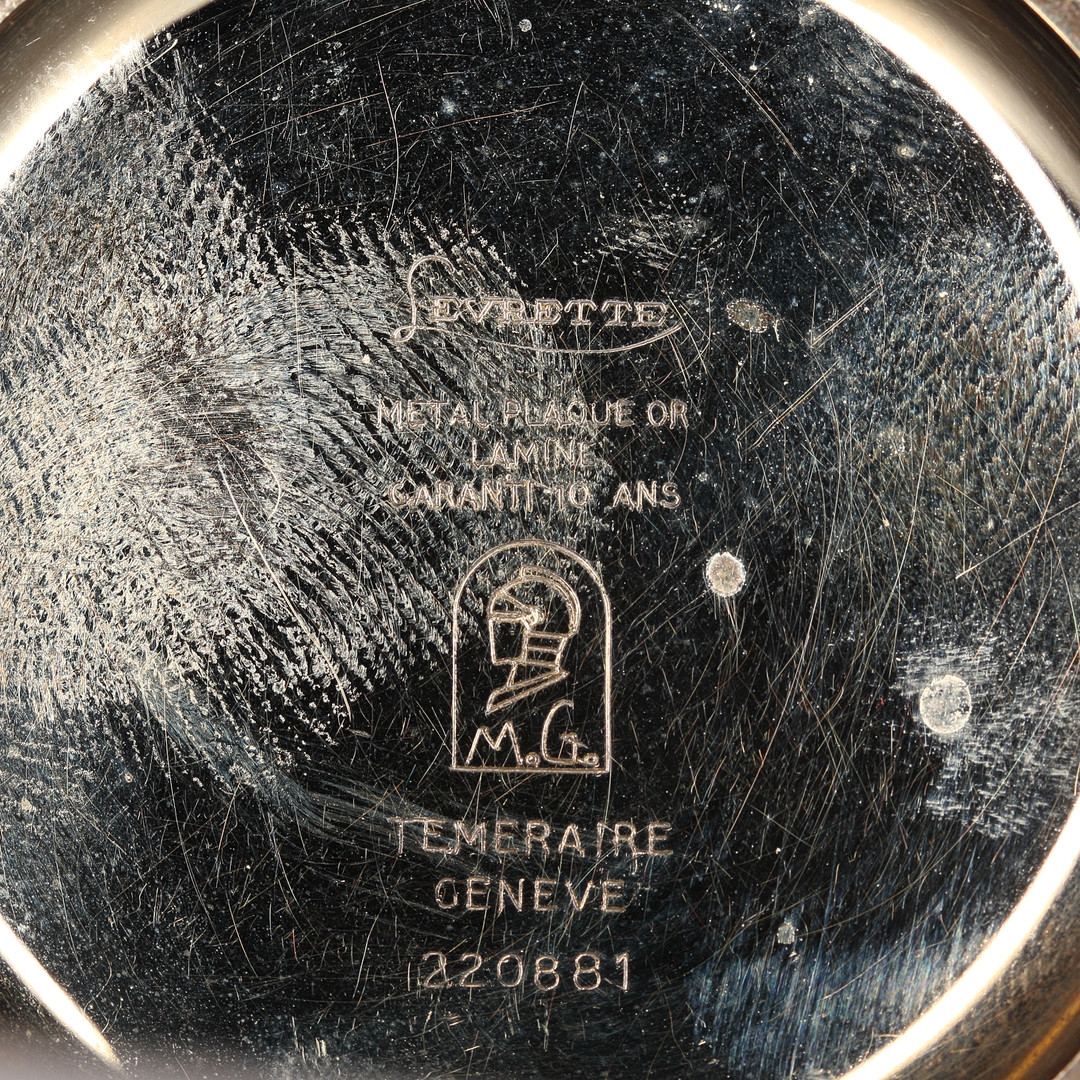 LEVRETTE
METAL PLAQUE OR
LAMINE
GARANTI 10 ANS
M.G.
TEMERAIRE
GENEVE
220881